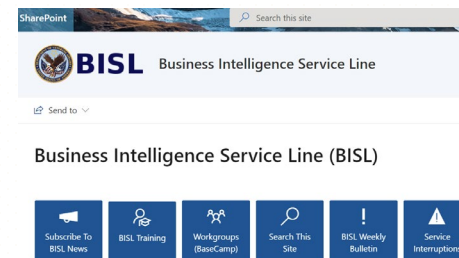 SharePoint
Search this site
BISL Business Intelligence Service Line
Send to
Business Intelligence Service Line (BISL)
Subscribe To
BISL News
BISL Training
Workgroups
(BaseCamp)
Search This
Site
BISL Weekly
Bulletin
Service
Interruptions